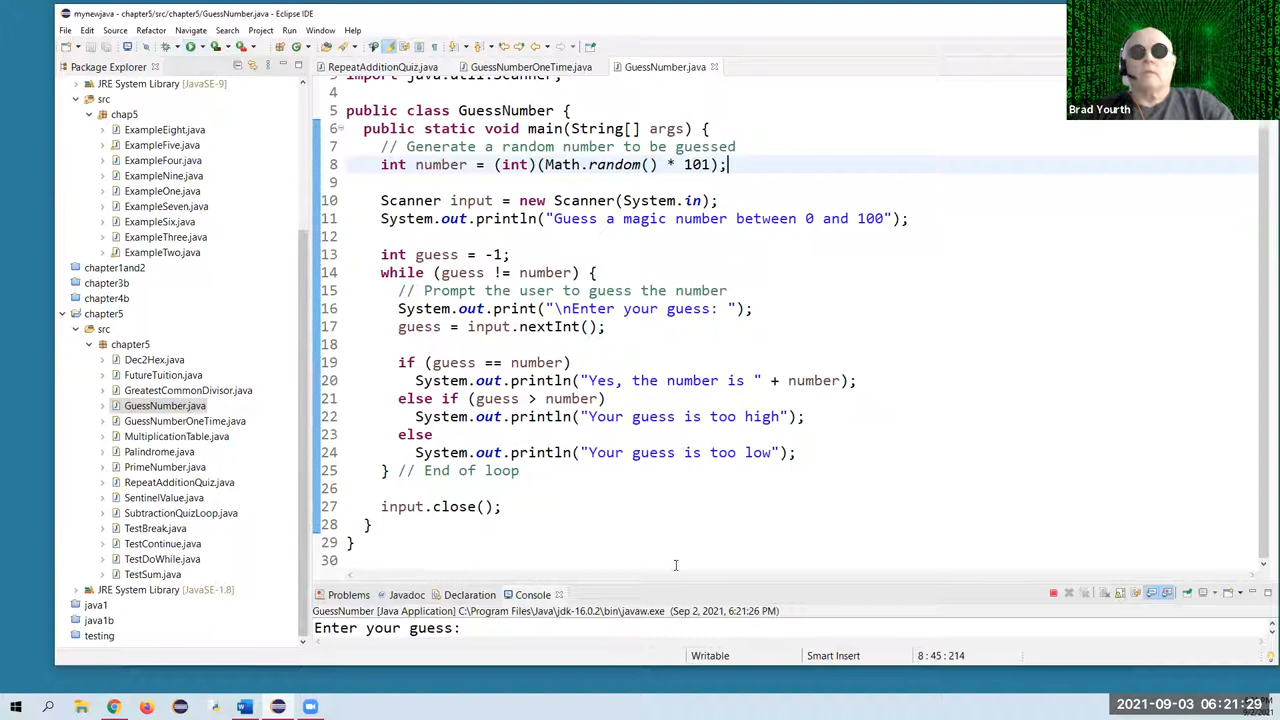 mynewjava - chapter5/src/chapter5/GuessNumber.java - Eclipse IDE
File Edit Source Refactor Navigate Search Project Run Window Help
Package Explorer
JRE System Library [JavaSE-9]
src
chap5
ExampleEight.java
ExampleFive.java
ExampleFour.java
ExampleNine.java
ExampleOne.java
ExampleSeven.java
ExampleSix.java
ExampleThree.java
ExampleTwo.java
chapter1and2
chapter3b
chapter4b
chapter5
src
chapter5
Dec2Hex.java
FutureTuition.java
GreatestCommonDivisor.java
GuessNumber.java
GuessNumberOneTime.java
MultiplicationTable.java
Palindrome.java
PrimeNumber.java
RepeatAdditionQuiz.java
SentinelValue.java
SubtractionQuizLoop.java
TestBreak.java
TestContinue.java
TestDoWhile.java
TestSum.java
JRE System Library [JavaSE-1.8]
java1
java1b
testing
RepeatAdditionQuiz.java GuessNumberOneTime.java GuessNumber.java
import java.util.Scanner;
4
5 public class GuessNumber {
6 public static void main(String[] args) {
7 // Generate a random number to be guessed
8 int number = (int)(Math.random() * 101);
9
10 Scanner input = new Scanner(System.in);
11 System.out.println("Guess a magic number between 0 and 100");
12
13 int guess = -1;
14 while (guess != number) {
15 // Prompt the user to guess the number
16 System.out.print("\nEnter your guess: ");
17 guess = input.nextInt();
18
19 if (guess == number)
20 System.out.println("Yes, the number is " + number);
21 else if (guess > number)
22 System.out.println("Your guess is too high");
23 else
24 System.out.println("Your guess is too low");
25 } // End of loop
26
27 input.close();
28 }
29 }
30
Problems Javadoc Declaration Console
GuessNumber [Java Application] C:\Program Files\Java\jdk-16.0.2\bin\javaw.exe (Sep 2, 2021, 6:21:26 PM)
Enter your guess:
Writable Smart Insert 8 : 45 : 214
Brad Yourth
2021-09-03 06:21:29
9/2/2021